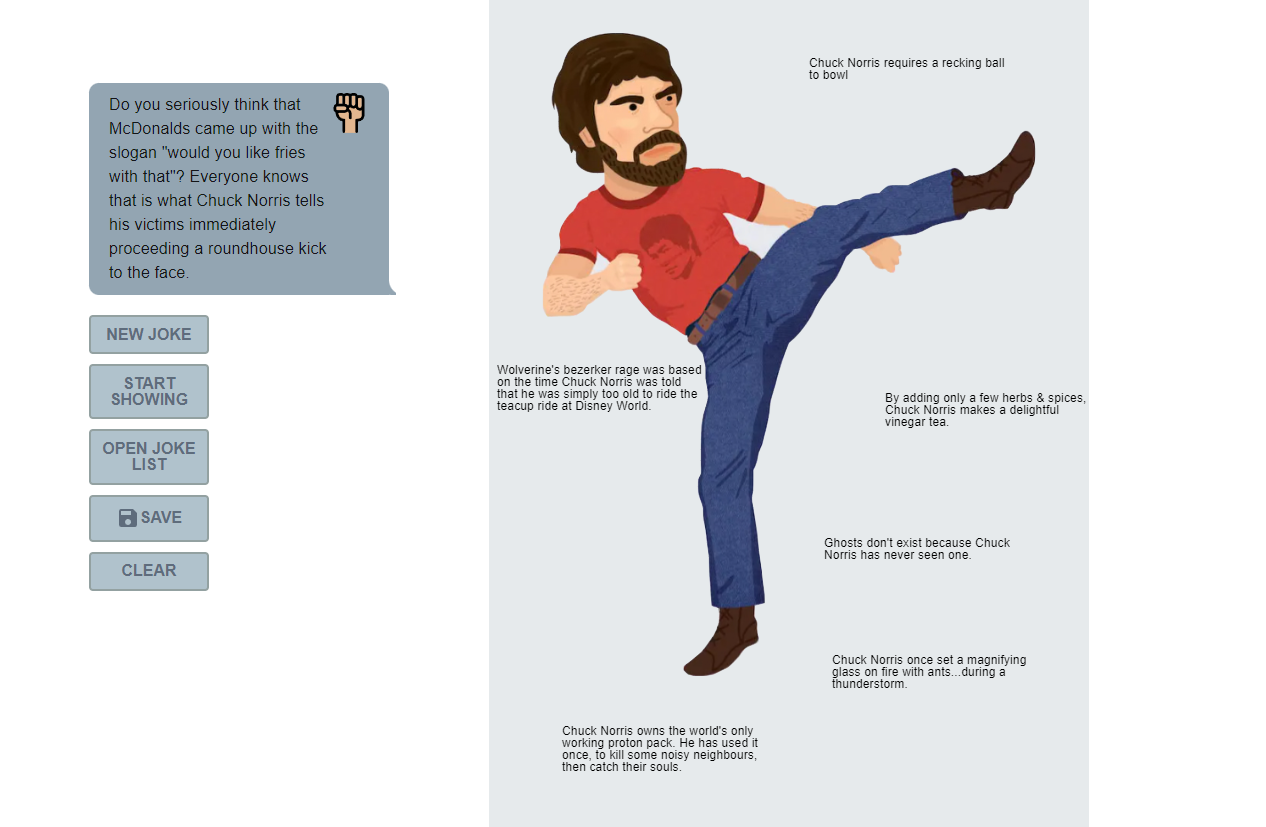 Do you seriously think that
McDonalds came up with the
slogan "would you like fries
with that"? Everyone knows
that is what Chuck Norris tells
his victims immediately
proceeding a roundhouse kick
to the face.
NEW JOKE
START
SHOWING
OPEN JOKE
LIST
SAVE
CLEAR
Chuck Norris requires a recking ball
to bowl
Wolverine's bezerker rage was based
on the time Chuck Norris was told
that he was simply too old to ride the
teacup ride at Disney World.
By adding only a few herbs & spices,
Chuck Norris makes a delightful
vinegar tea.
Ghosts don't exist because Chuck
Norris has never seen one.
Chuck Norris once set a magnifying
glass on fire with ants...during a
thunderstorm.
Chuck Norris owns the world's only
working proton pack. He has used it
once, to kill some noisy neighbours,
then catch their souls.